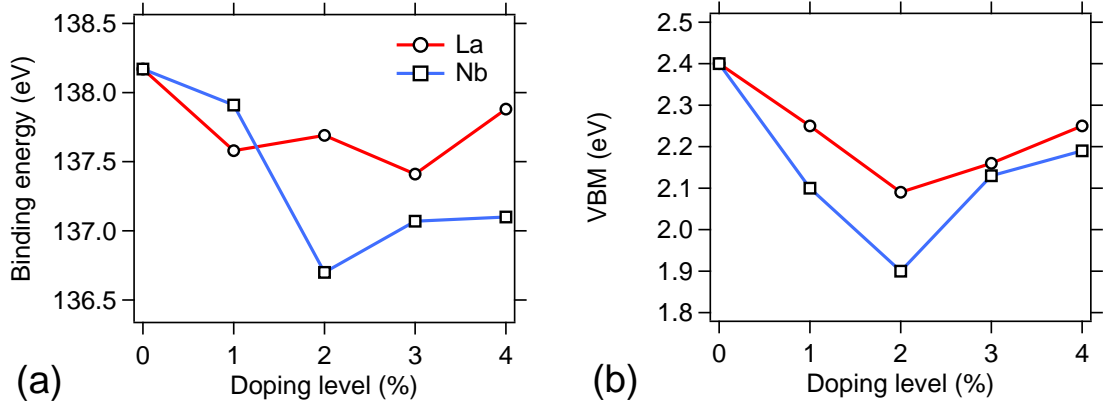 138.5
138.0
137.5
137.0
136.5
Binding energy (eV)
La
Nb
0 1 2 3 4
Doping level (%)
(a)
2.5
2.4
2.3
2.2
2.1
2.0
1.9
1.8
VBM (eV)
0 1 2 3 4
Doping level (%)
(b)